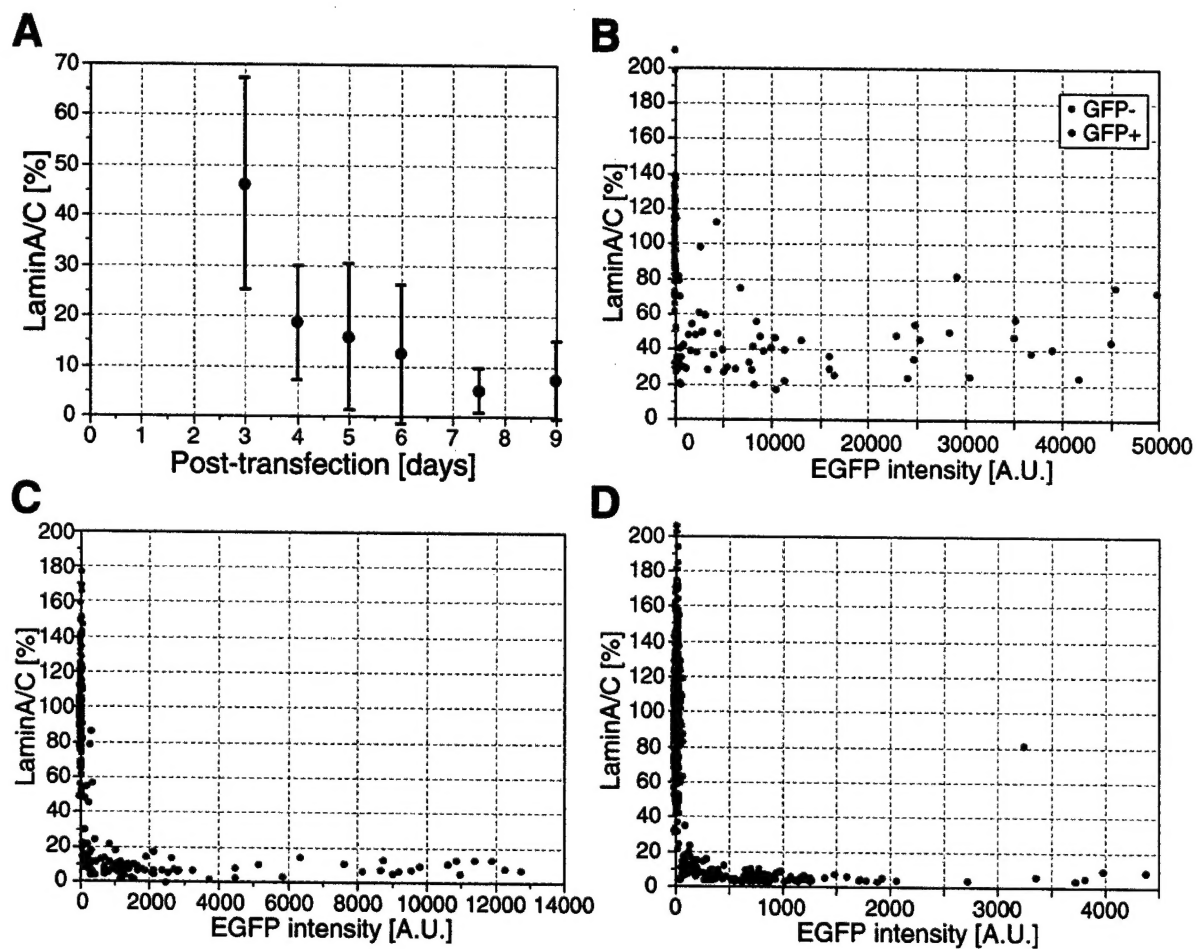 A
70
60
50
40
30
20
10
0
LaminA/C [%]
0 1 2 3 4 5 6 7 8 9
Post-transfection [days]
B
200
180
160
140
120
100
80
60
40
20
0
LaminA/C [%]
GFP-
GFP+
0 10000 20000 30000 40000 50000
EGFP intensity [A.U.]
C
200
180
160
140
120
100
80
60
40
20
0
LaminA/C [%]
0 2000 4000 6000 8000 10000 12000 14000
EGFP intensity [A.U.]
D
200
180
160
140
120
100
80
60
40
20
0
LaminA/C [%]
0 1000 2000 3000 4000
EGFP intensity [A.U.]